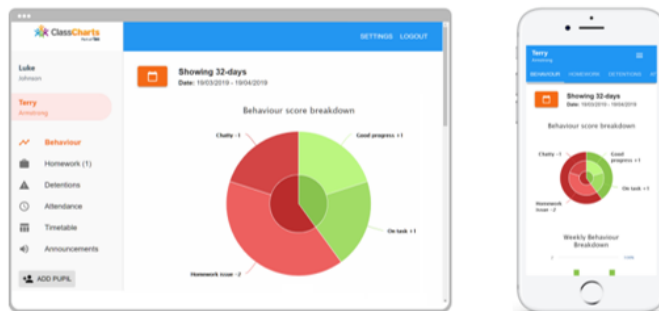 ClassCharts
SETTINGS LOGOUT
Luke
Johnson
Terry
Armstrong
Behaviour
Homework (1)
Detentions
Attendance
Timetable
Announcements
ADD PUPIL
Showing 32-days
Date: 19/03/2019 - 19/04/2019
Behaviour score breakdown
Chatty -1
Good progress +1
On task +1
Homework issue -2
Terry
Armstrong
BEHAVIOUR HOMEWORK DETENTIONS AT
Showing 32-days
Date: 19/03/2019 - 19/04/2019
Behaviour score breakdown
Chatty -1
Good
progress +1
On task +1
Homework
issue -2
Weekly Behaviour
Breakdown